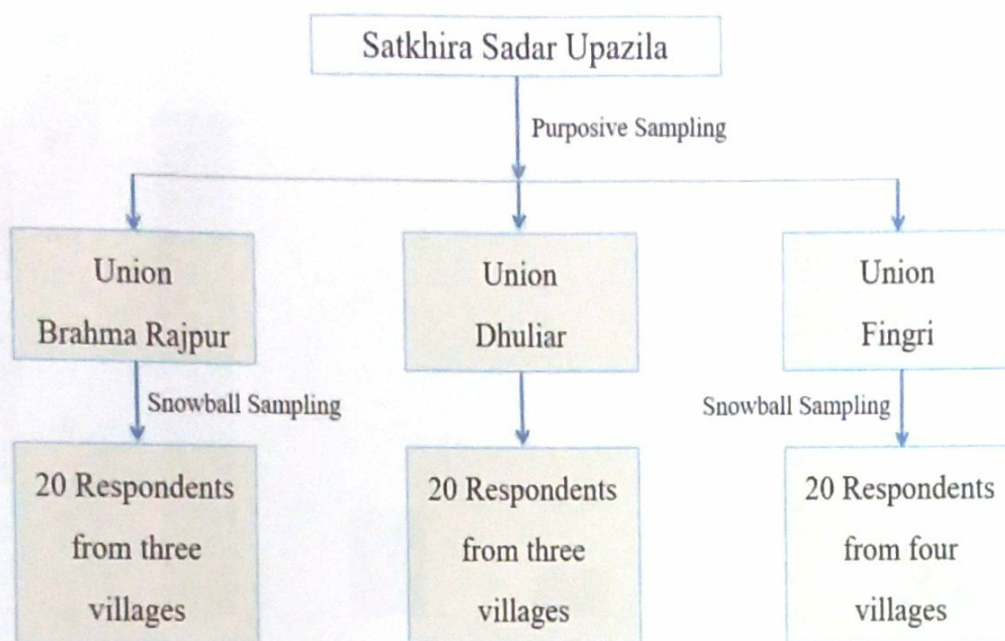 Satkhira Sadar Upazila
Purposive Sampling
Union
Brahma Rajpur
Union
Dhuliar
Union
Fingri
Snowball Sampling
Snowball Sampling
20 Respondents
from three
villages
20 Respondents
from three
villages
20 Respondents
from four
villages